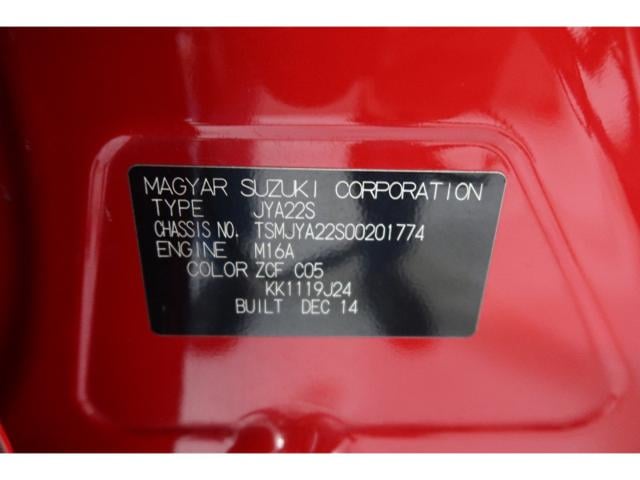 MAGYAR SUZUKI CORPORATION
TYPE JYA22S
CHASSIS NO. TSMJYA22S00201774
ENGINE M16A
COLOR ZCF C05
KK1119J24
BUILT DEC 14